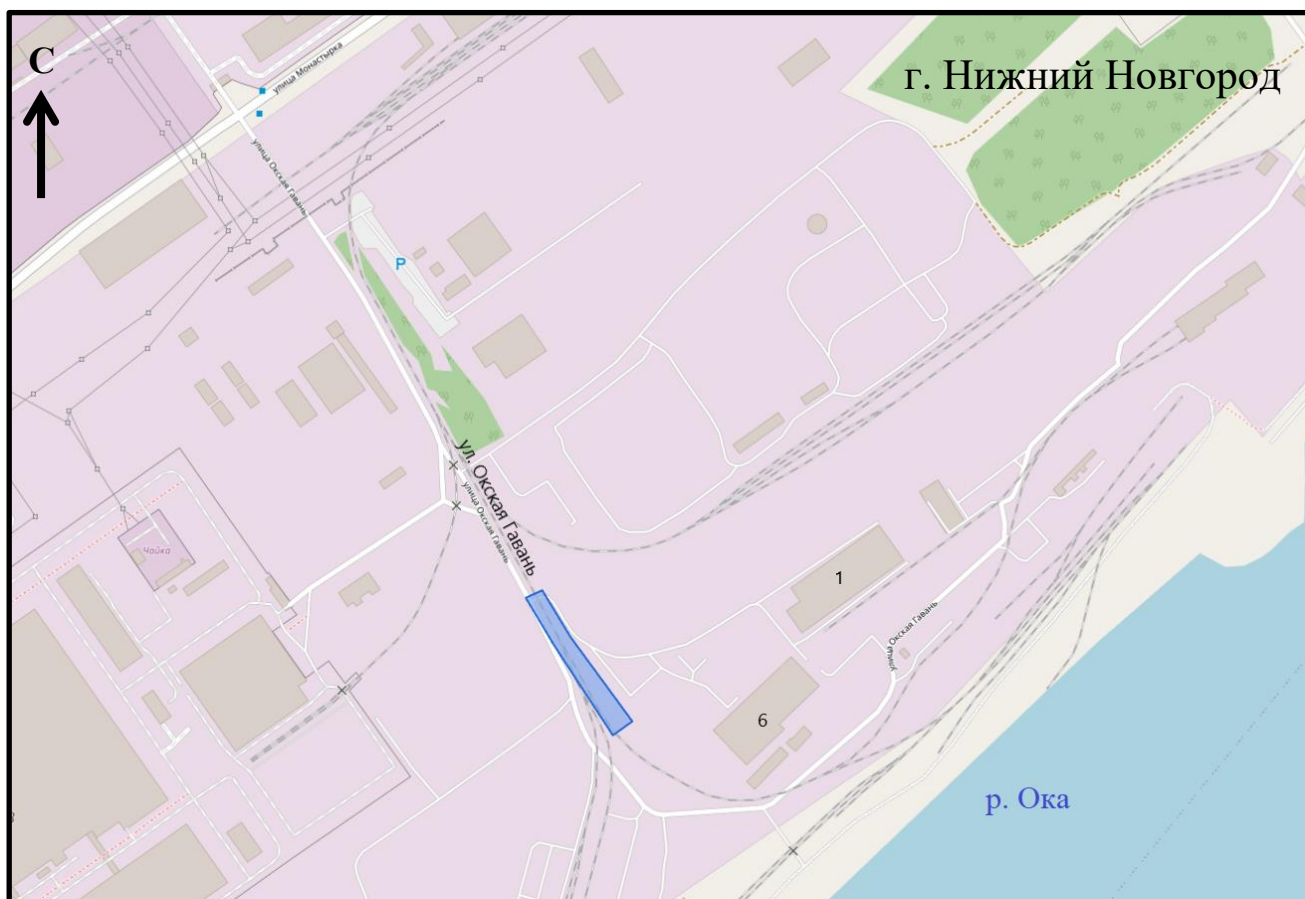 С
г. Нижний Новгород
улица Монастырка
улица Окская Гавань
P
ул. Окская Гавань
улица Окская Гавань
Чайка
1
улица Окская Гавань
6
р. Ока